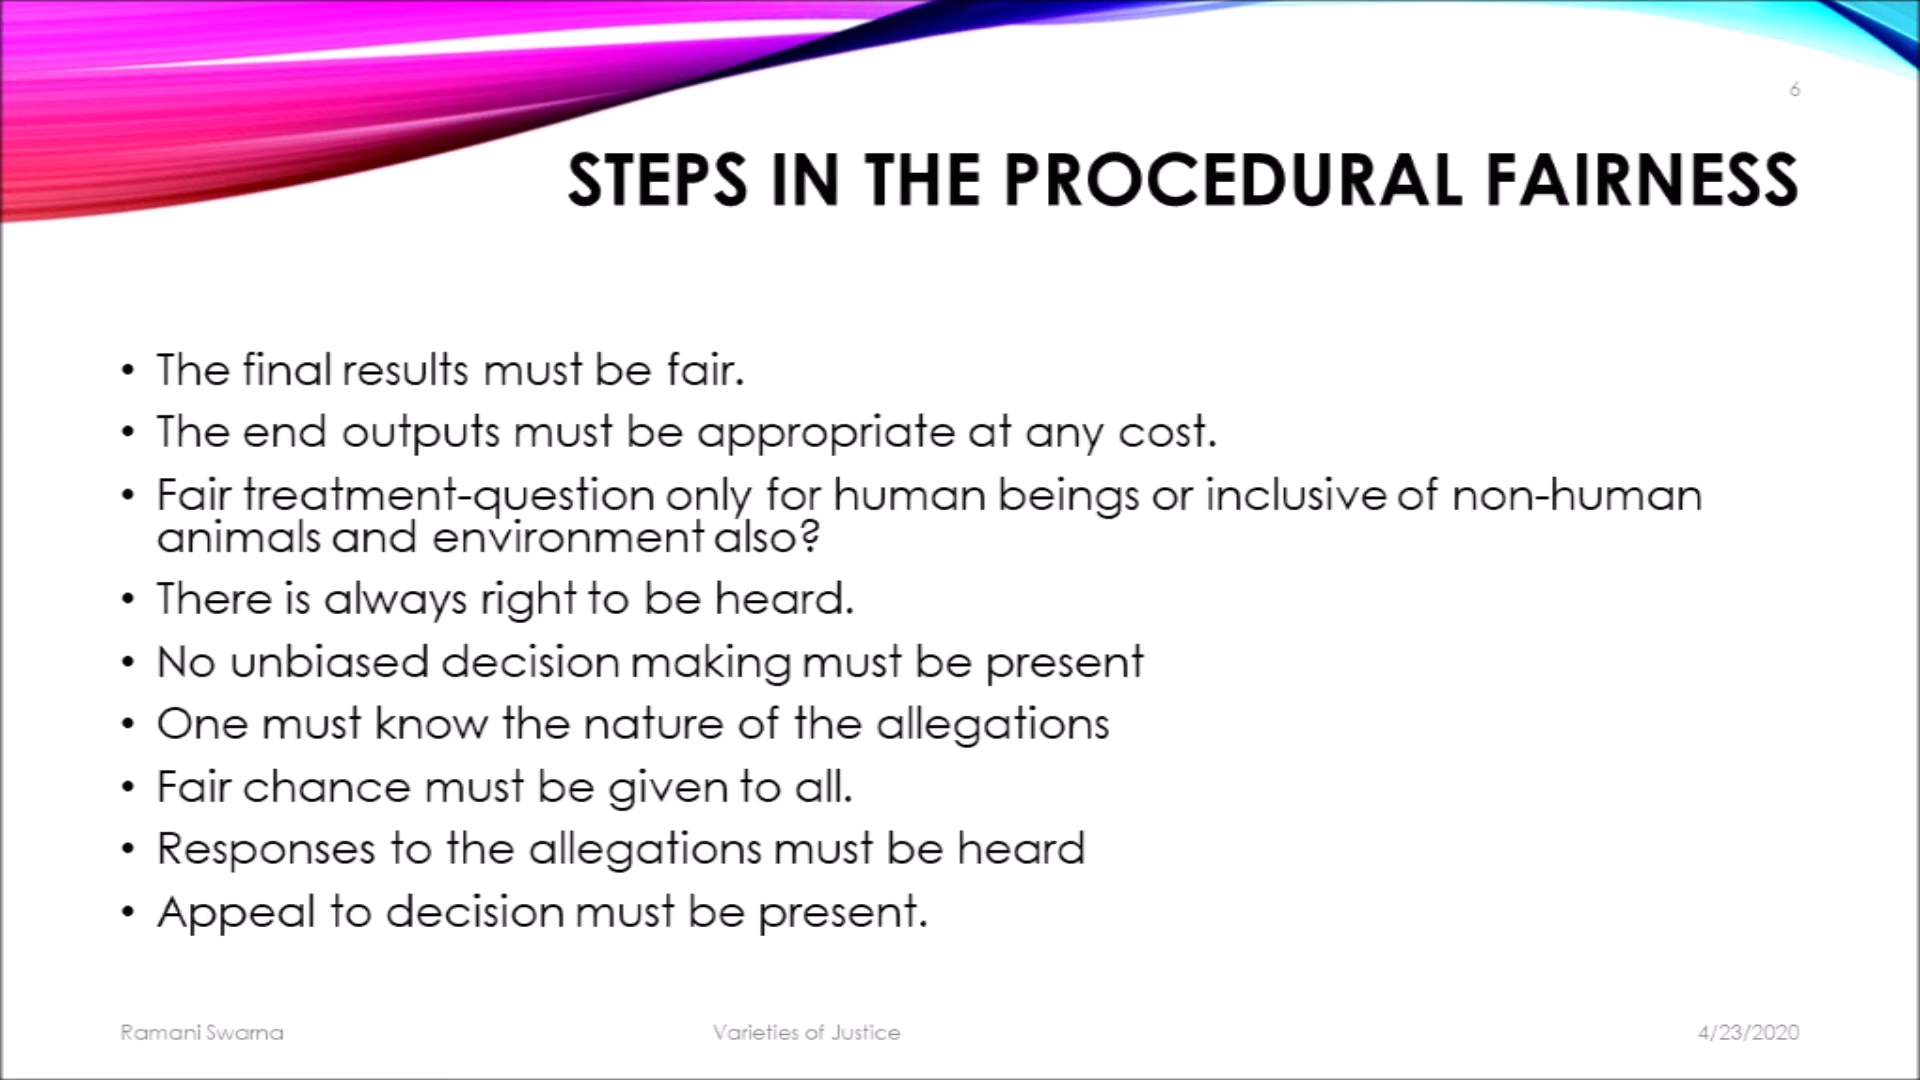 6
STEPS IN THE PROCEDURAL FAIRNESS
• The final results must be fair.
• The end outputs must be appropriate at any cost.
• Fair treatment-question only for human beings or inclusive of non-human
animals and environment also?
• There is always right to be heard.
• No unbiased decision making must be present
• One must know the nature of the allegations
• Fair chance must be given to all.
• Responses to the allegations must be heard
• Appeal to decision must be present.
Ramani Swarna
Varieties of Justice
4/23/2020